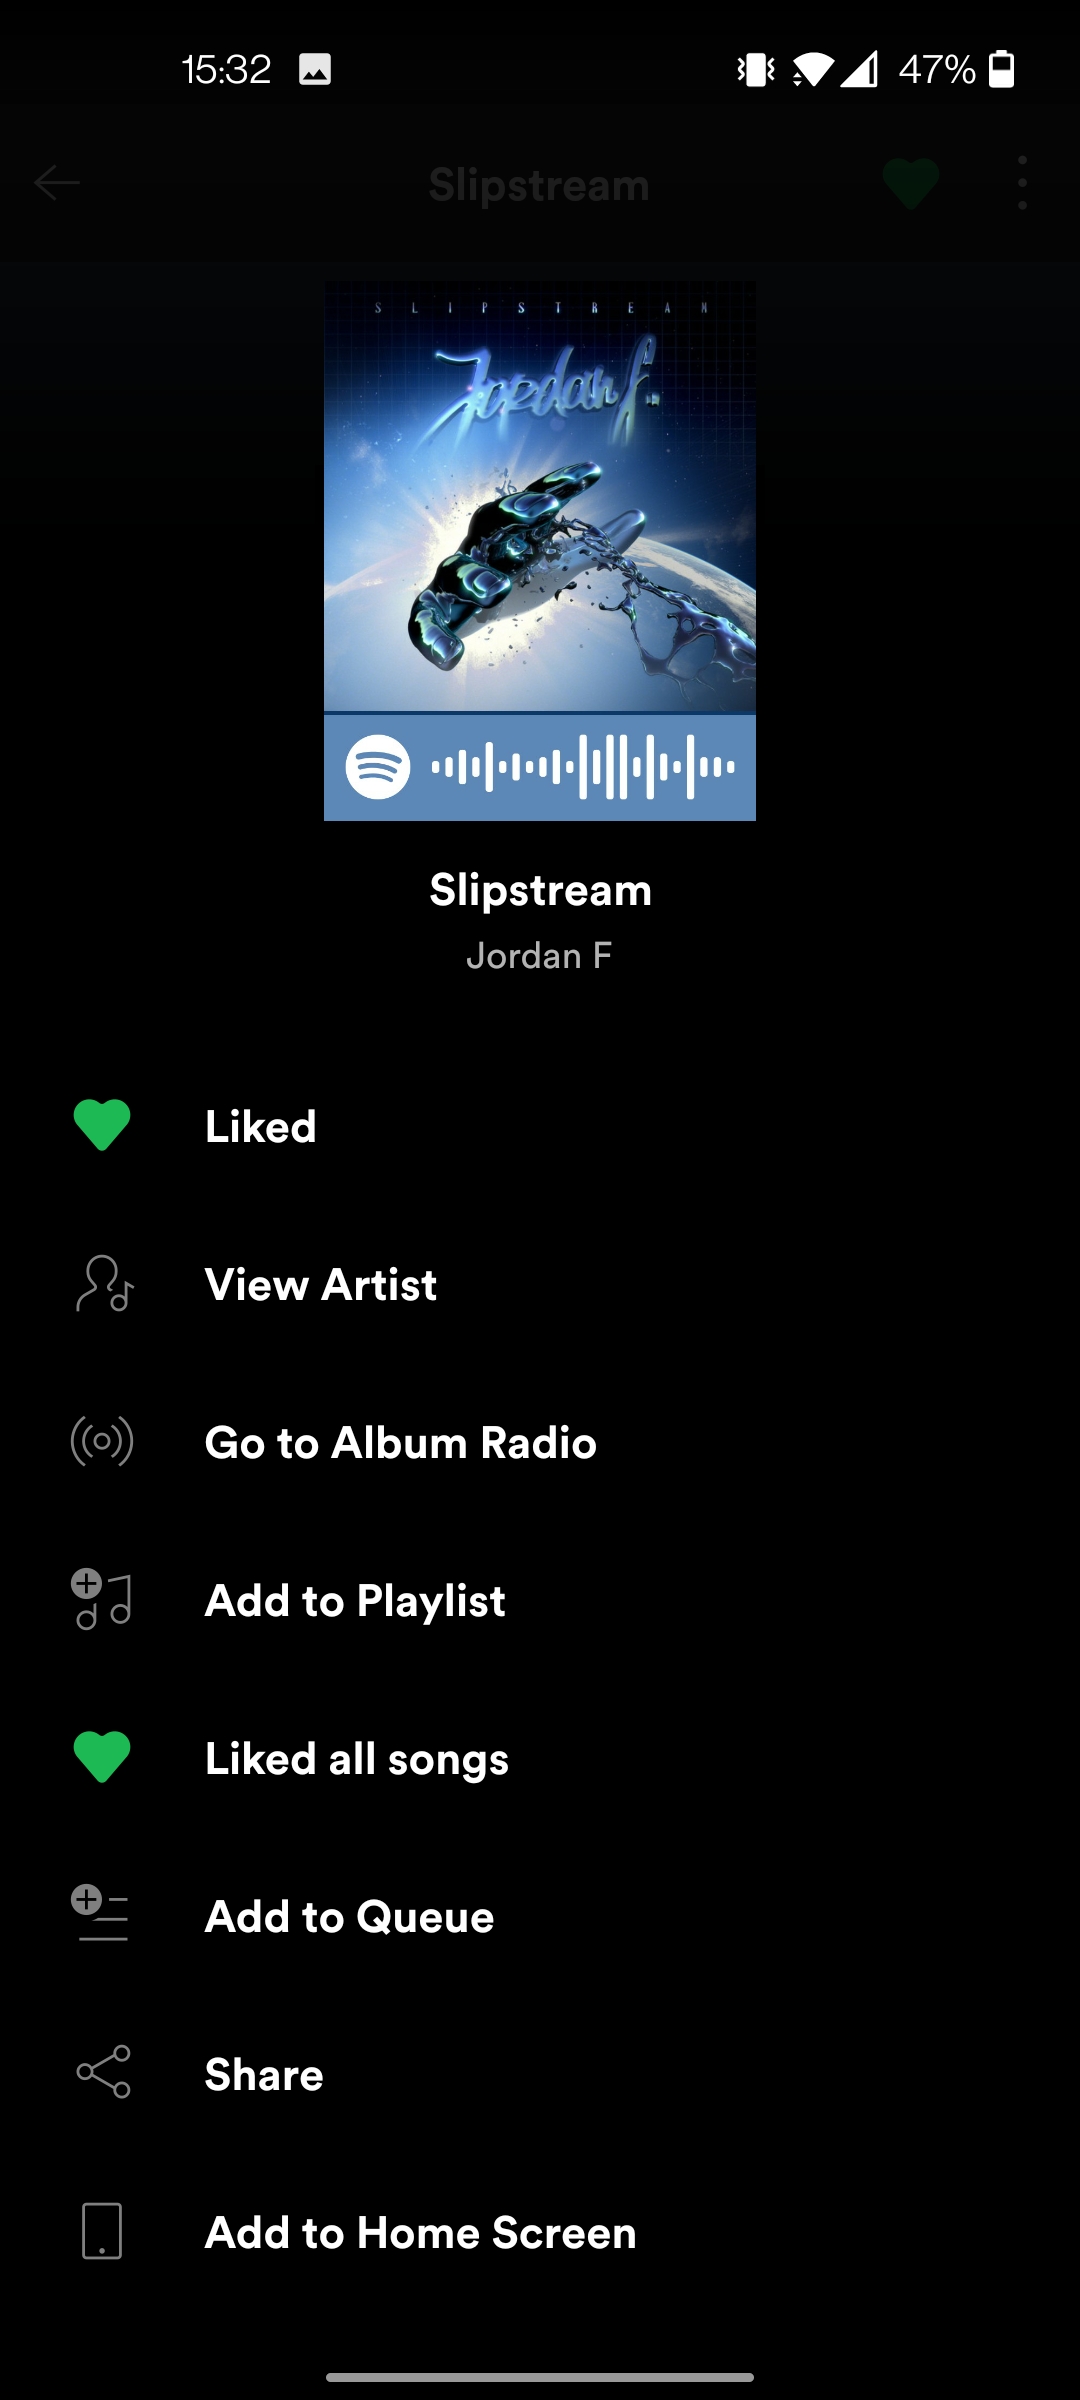 15:32
47%
Slipstream
SLIPSTREAM
Jordan f.
Slipstream
Jordan F
Liked
View Artist
Go to Album Radio
Add to Playlist
Liked all songs
Add to Queue
Share
Add to Home Screen